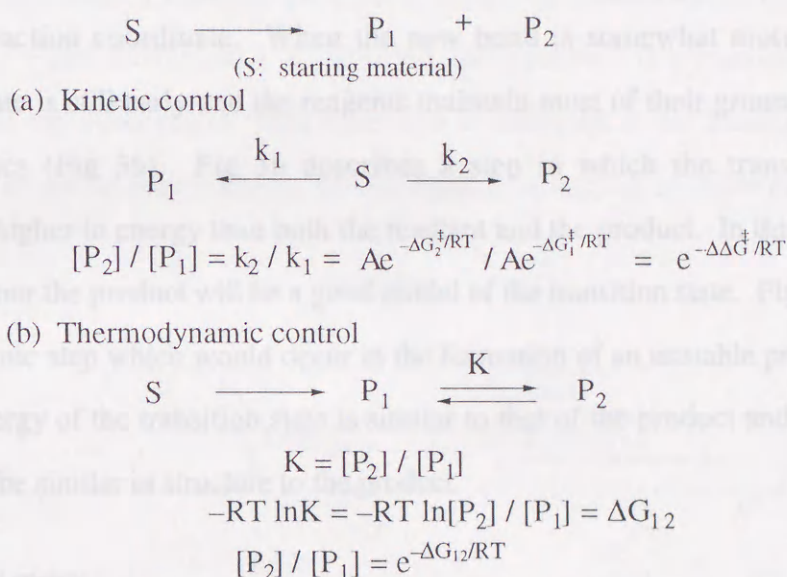 S ⟶ P₁ + P₂
(S: starting material)
(a) Kinetic control
P₁ ⟵ k₁ S ⟶ k₂ P₂
[P₂] / [P₁] = k₂ / k₁ = Ae^(-ΔG₂‡/RT) / Ae^(-ΔG₁‡/RT) = e^(-ΔΔG‡/RT)
(b) Thermodynamic control
S ⟶ P₁ ⇌ K P₂
K = [P₂] / [P₁]
–RT lnK = –RT ln[P₂] / [P₁] = ΔG₁₂
[P₂] / [P₁] = e^(-ΔG₁₂/RT)